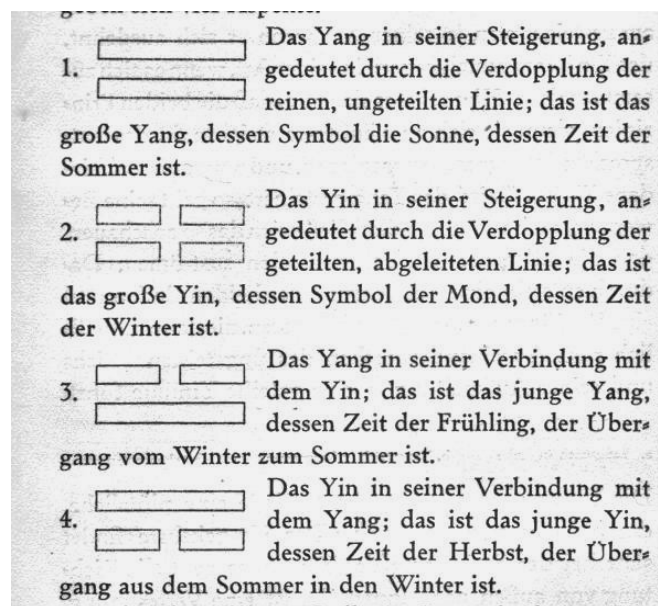 1. Das Yang in seiner Steigerung, an-
gedeutet durch die Verdopplung der
reinen, ungeteilten Linie; das ist das
große Yang, dessen Symbol die Sonne, dessen Zeit der
Sommer ist.
2. Das Yin in seiner Steigerung, an-
gedeutet durch die Verdopplung der
geteilten, abgeleiteten Linie; das ist
das große Yin, dessen Symbol der Mond, dessen Zeit
der Winter ist.
3. Das Yang in seiner Verbindung mit
dem Yin; das ist das junge Yang,
dessen Zeit der Frühling, der Über-
gang vom Winter zum Sommer ist.
4. Das Yin in seiner Verbindung mit
dem Yang; das ist das junge Yin,
dessen Zeit der Herbst, der Über-
gang aus dem Sommer in den Winter ist.